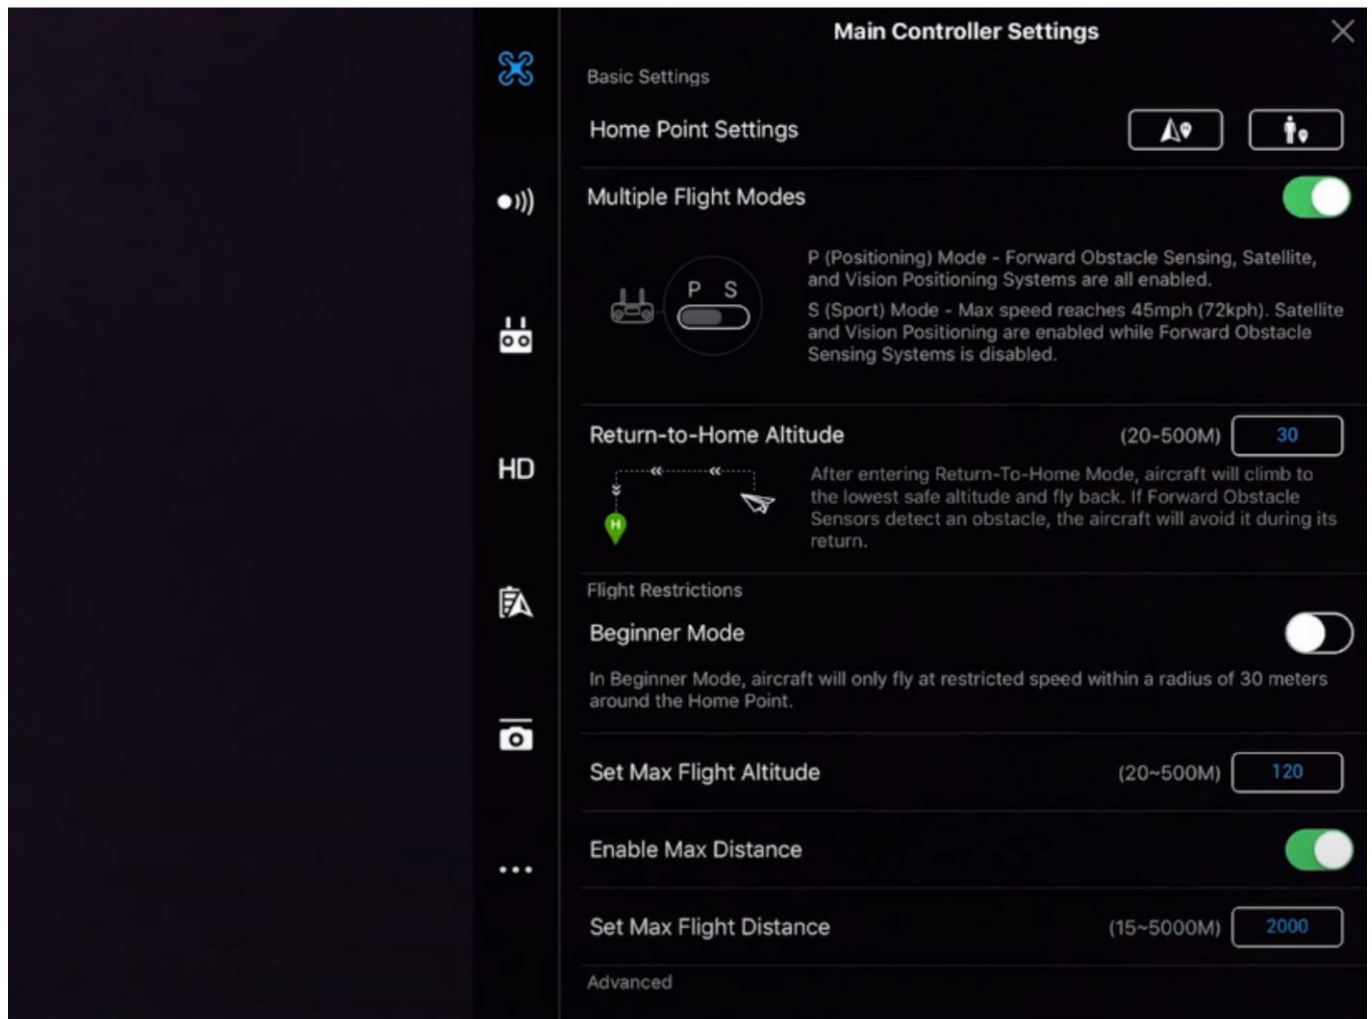 Main Controller Settings
Basic Settings
Home Point Settings
Multiple Flight Modes
P S
P (Positioning) Mode - Forward Obstacle Sensing, Satellite,
and Vision Positioning Systems are all enabled.
S (Sport) Mode - Max speed reaches 45mph (72kph). Satellite
and Vision Positioning are enabled while Forward Obstacle
Sensing Systems is disabled.
Return-to-Home Altitude (20-500M) 30
HD
H
After entering Return-To-Home Mode, aircraft will climb to
the lowest safe altitude and fly back. If Forward Obstacle
Sensors detect an obstacle, the aircraft will avoid it during its
return.
Flight Restrictions
Beginner Mode
In Beginner Mode, aircraft will only fly at restricted speed within a radius of 30 meters
around the Home Point.
Set Max Flight Altitude (20~500M) 120
Enable Max Distance
Set Max Flight Distance (15~5000M) 2000
Advanced